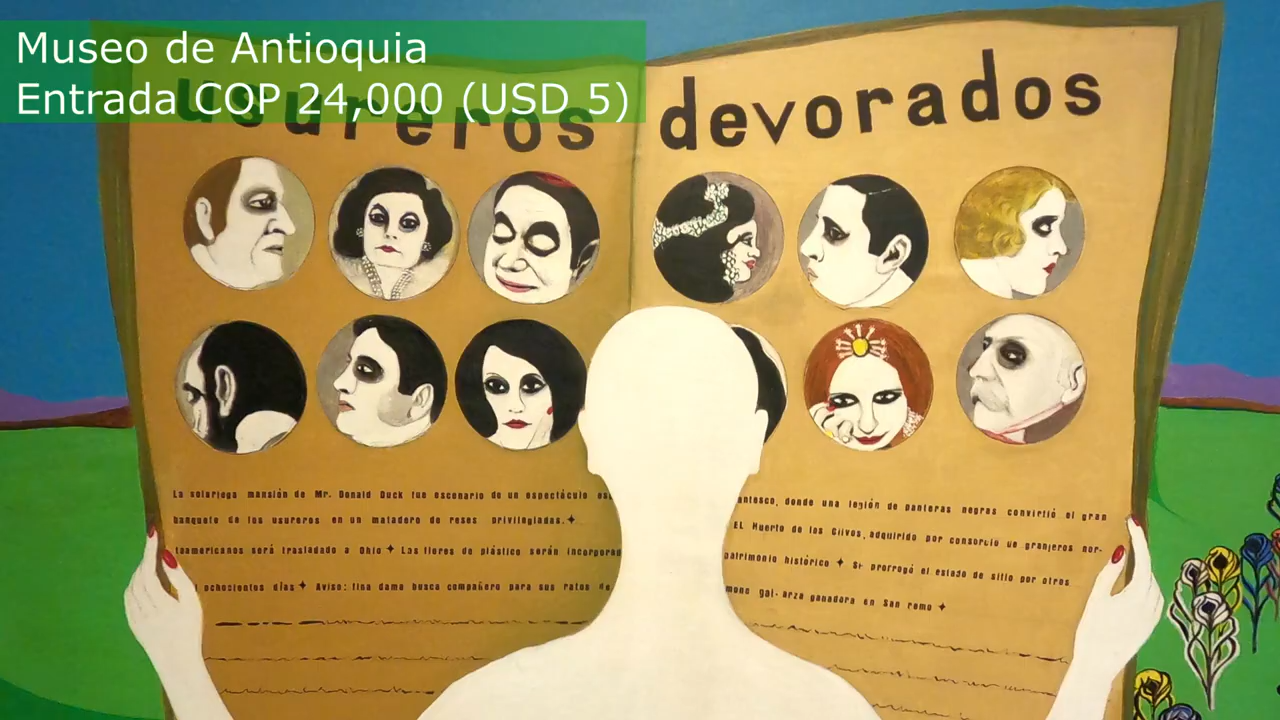 Museo de Antioquia
Entrada COP 24,000 (USD 5)
usureros devorados
La solariega mansión de Mr. Donald Duck fue escenario de un espectáculo
antesco, donde una legión de panteras negras convirtió el gran
banquete de los usureros en un matadero de reses privilegiadas.✦
EL Huerto de los Olivos, adquirido por consorcio de granjeros nor-
teamericanos será trasladado a Ohio ✦ Las flores de plástico serán incorpora
patrimonio histórico ✦ Se prorrogó el estado de sitio por otros
ochocientos días ✦ Aviso: fina dama busca compañero para sus ratos de
gal-arza ganadora en San remo ✦